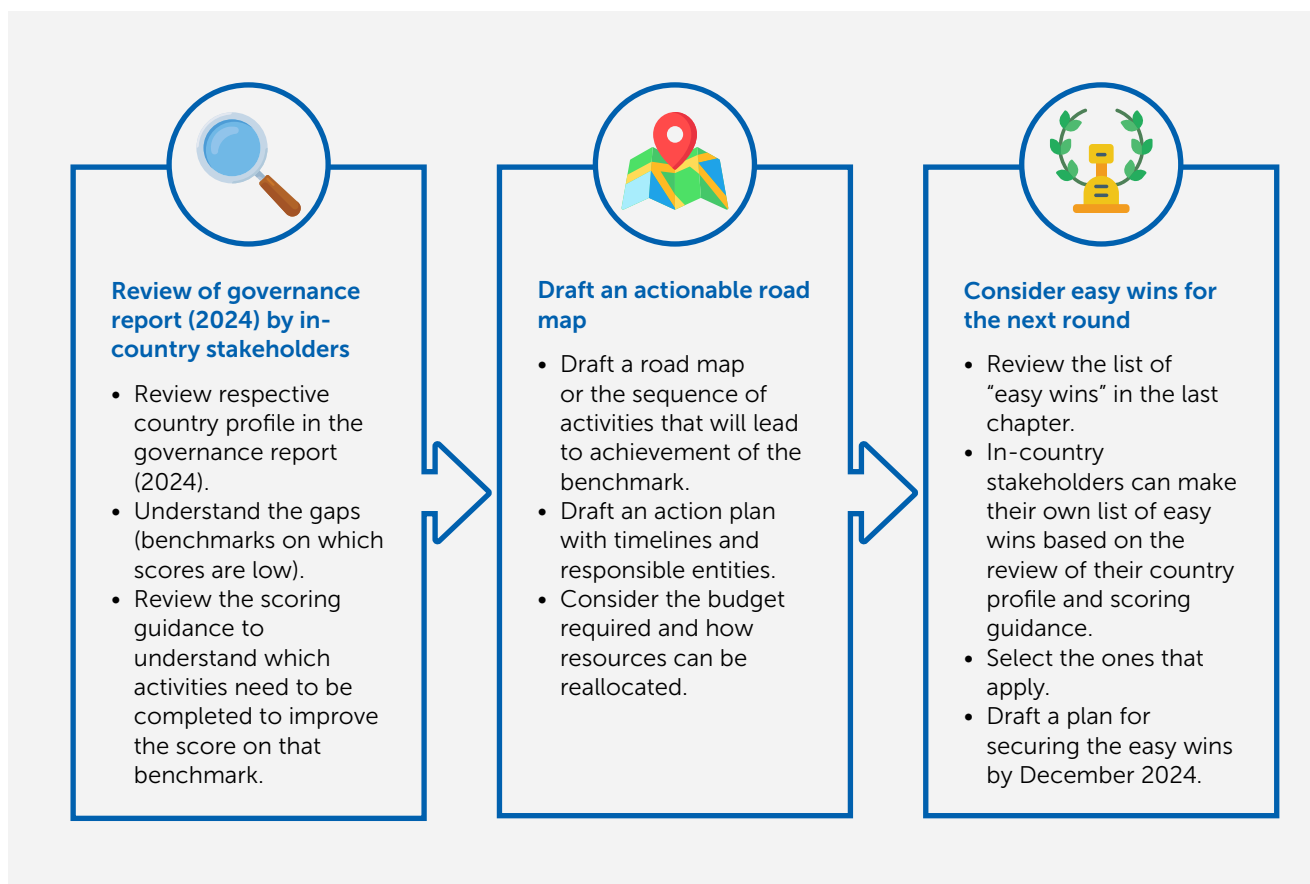 Review of governance
report (2024) by in-
country stakeholders
• Review respective
country profile in the
governance report
(2024).
• Understand the gaps
(benchmarks on which
scores are low).
• Review the scoring
guidance to
understand which
activities need to be
completed to improve
the score on that
benchmark.
Draft an actionable road
map
• Draft a road map
or the sequence of
activities that will lead
to achievement of the
benchmark.
• Draft an action plan
with timelines and
responsible entities.
• Consider the budget
required and how
resources can be
reallocated.
Consider easy wins for
the next round
• Review the list of
“easy wins” in the last
chapter.
• In-country
stakeholders can make
their own list of easy
wins based on the
review of their country
profile and scoring
guidance.
• Select the ones that
apply.
• Draft a plan for
securing the easy wins
by December 2024.